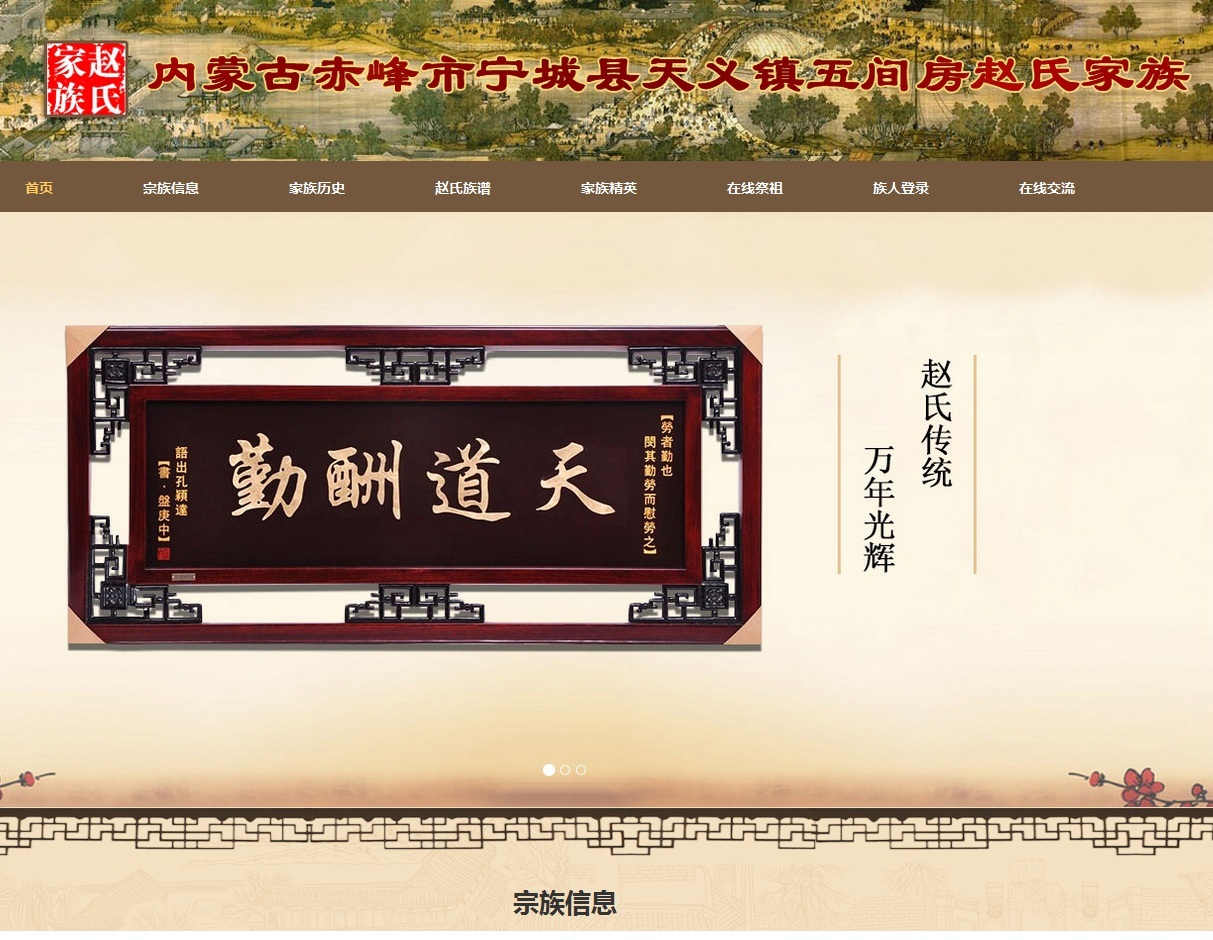 赵氏
家族
内蒙古赤峰市宁城县天义镇五间房赵氏家族
首页
宗族信息
家族历史
赵氏族谱
家族精英
在线祭祖
族人登录
在线交流
【勞者勤也
閔其勤勞而慰勞之】
天道酬勤
語出孔穎達
【書·盤庚中】
赵氏传统
万年光辉
宗族信息